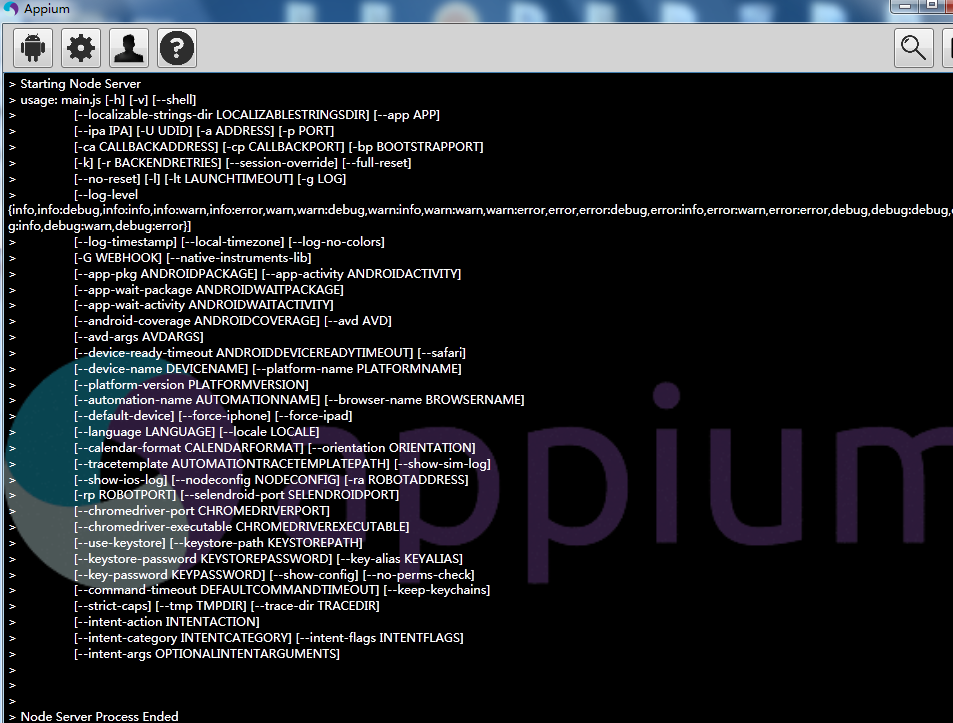 Appium
> Starting Node Server
> usage: main.js [-h] [-v] [--shell]
> [--localizable-strings-dir LOCALIZABLESTRINGSDIR] [--app APP]
> [--ipa IPA] [-U UDID] [-a ADDRESS] [-p PORT]
> [-ca CALLBACKADDRESS] [-cp CALLBACKPORT] [-bp BOOTSTRAPPORT]
> [-k] [-r BACKENDRETRIES] [--session-override] [--full-reset]
> [--no-reset] [-l] [-lt LAUNCHTIMEOUT] [-g LOG]
> [--log-level
{info,info:debug,info:info,info:warn,info:error,warn,warn:debug,warn:info,warn:warn,warn:error,error,error:debug,error:info,error:warn,error:error,debug,debug:debug,
g:info,debug:warn,debug:error}]
> [--log-timestamp] [--local-timezone] [--log-no-colors]
> [-G WEBHOOK] [--native-instruments-lib]
> [--app-pkg ANDROIDPACKAGE] [--app-activity ANDROIDACTIVITY]
> [--app-wait-package ANDROIDWAITPACKAGE]
> [--app-wait-activity ANDROIDWAITACTIVITY]
> [--android-coverage ANDROIDCOVERAGE] [--avd AVD]
> [--avd-args AVDARGS]
> [--device-ready-timeout ANDROIDDEVICEREADYTIMEOUT] [--safari]
> [--device-name DEVICENAME] [--platform-name PLATFORMNAME]
> [--platform-version PLATFORMVERSION]
> [--automation-name AUTOMATIONNAME] [--browser-name BROWSERNAME]
> [--default-device] [--force-iphone] [--force-ipad]
> [--language LANGUAGE] [--locale LOCALE]
> [--calendar-format CALENDARFORMAT] [--orientation ORIENTATION]
> [--tracetemplate AUTOMATIONTRACETEMPLATEPATH] [--show-sim-log]
> [--show-ios-log] [--nodeconfig NODECONFIG] [-ra ROBOTADDRESS]
> [-rp ROBOTPORT] [--selendroid-port SELENDROIDPORT]
> [--chromedriver-port CHROMEDRIVERPORT]
> [--chromedriver-executable CHROMEDRIVEREXECUTABLE]
> [--use-keystore] [--keystore-path KEYSTOREPATH]
> [--keystore-password KEYSTOREPASSWORD] [--key-alias KEYALIAS]
> [--key-password KEYPASSWORD] [--show-config] [--no-perms-check]
> [--command-timeout DEFAULTCOMMANDTIMEOUT] [--keep-keychains]
> [--strict-caps] [--tmp TMPDIR] [--trace-dir TRACEDIR]
> [--intent-action INTENTACTION]
> [--intent-category INTENTCATEGORY] [--intent-flags INTENTFLAGS]
> [--intent-args OPTIONALINTENTARGUMENTS]
>
>
>
> Node Server Process Ended
appium